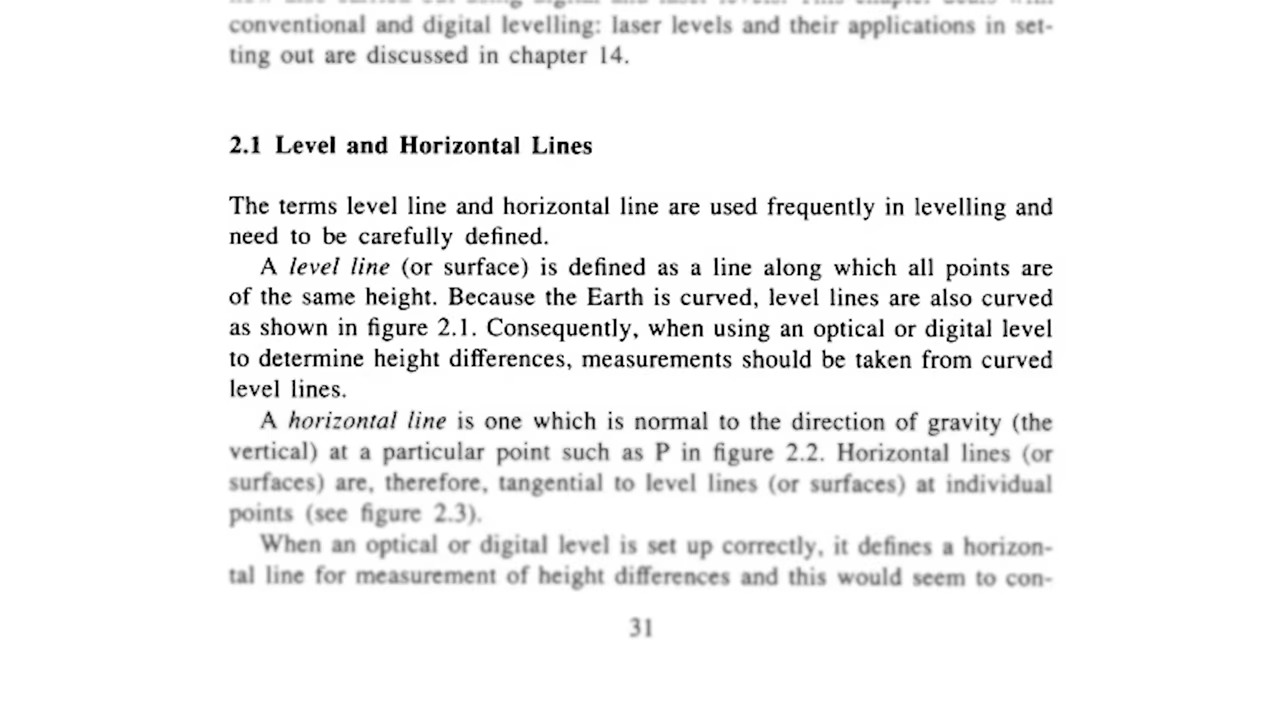 conventional and digital levelling: laser levels and their applications in set-
ting out are discussed in chapter 14.
2.1 Level and Horizontal Lines
The terms level line and horizontal line are used frequently in levelling and
need to be carefully defined.
A level line (or surface) is defined as a line along which all points are
of the same height. Because the Earth is curved, level lines are also curved
as shown in figure 2.1. Consequently, when using an optical or digital level
to determine height differences, measurements should be taken from curved
level lines.
A horizontal line is one which is normal to the direction of gravity (the
vertical) at a particular point such as P in figure 2.2. Horizontal lines (or
surfaces) are, therefore, tangential to level lines (or surfaces) at individual
points (see figure 2.3).
When an optical or digital level is set up correctly, it defines a horizon-
tal line for measurement of height differences and this would seem to con-
31